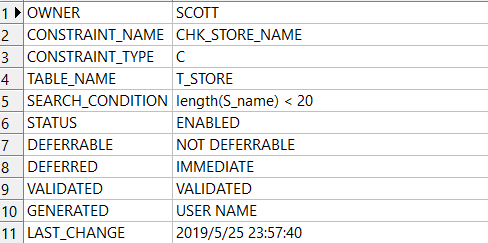 1 OWNER SCOTT
2 CONSTRAINT_NAME CHK_STORE_NAME
3 CONSTRAINT_TYPE C
4 TABLE_NAME T_STORE
5 SEARCH_CONDITION length(S_name) < 20
6 STATUS ENABLED
7 DEFERRABLE NOT DEFERRABLE
8 DEFERRED IMMEDIATE
9 VALIDATED VALIDATED
10 GENERATED USER NAME
11 LAST_CHANGE 2019/5/25 23:57:40